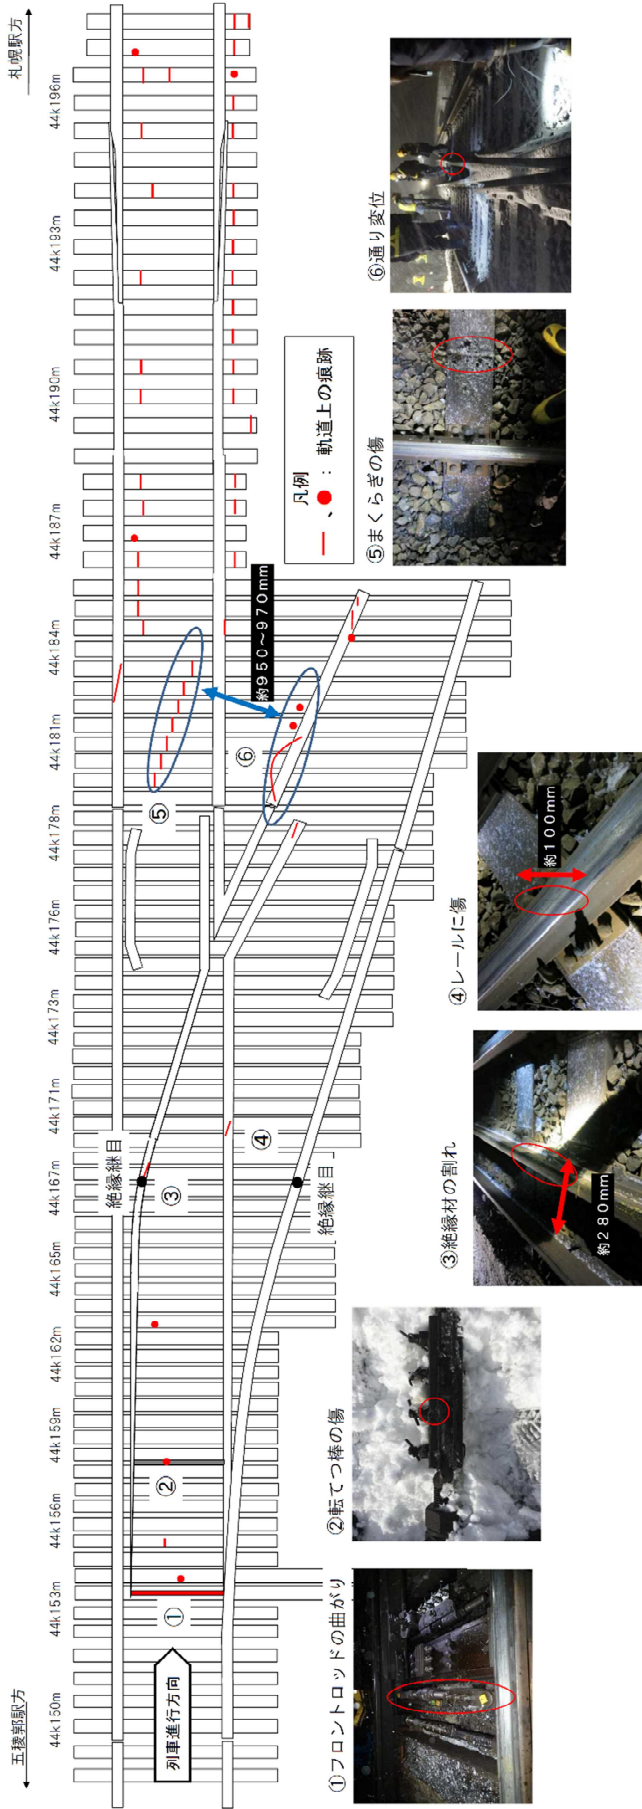 五稜郭駅方
札幌駅方
44k150m
44k153m
44k156m
44k159m
44k162m
44k165m
44k167m
44k171m
44k173m
44k176m
44k178m
44k181m
44k184m
44k187m
44k190m
44k193m
44k196m
列車進行方向
①
②
③
④
⑤
⑥
絶縁継目
絶縁継目
約950~970mm
凡例
、 : 軌道上の痕跡
①フロントロッドの曲がり
②転てつ棒の傷
③絶縁材の割れ
約280mm
④レールに傷
約100mm
⑤まくらぎの傷
⑥通り変位